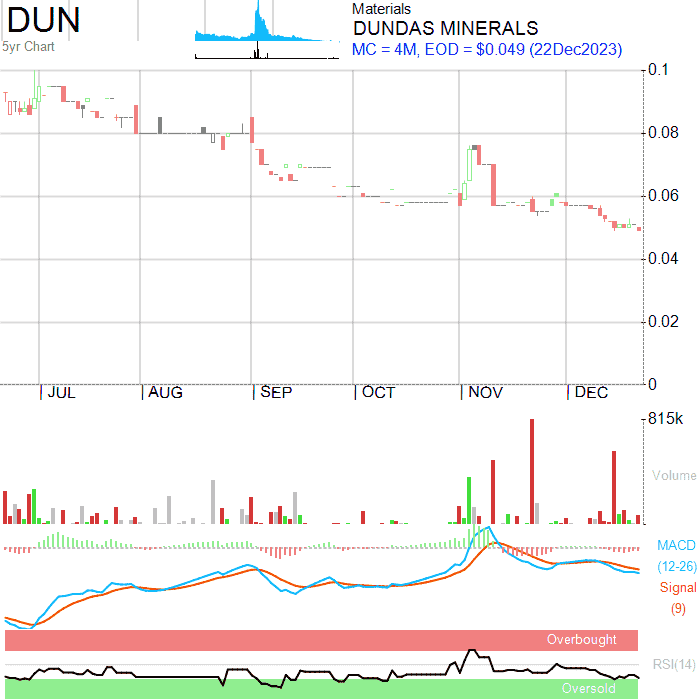 DUN
5yr Chart
Materials
DUNDAS MINERALS
MC = 4M, EOD = $0.049 (22Dec2023)
0.1
0.08
0.06
0.04
0.02
0
JUL AUG SEP OCT NOV DEC
815k
Volume
MACD
(12-26)
Signal
(9)
Overbought
RSI(14)
Oversold